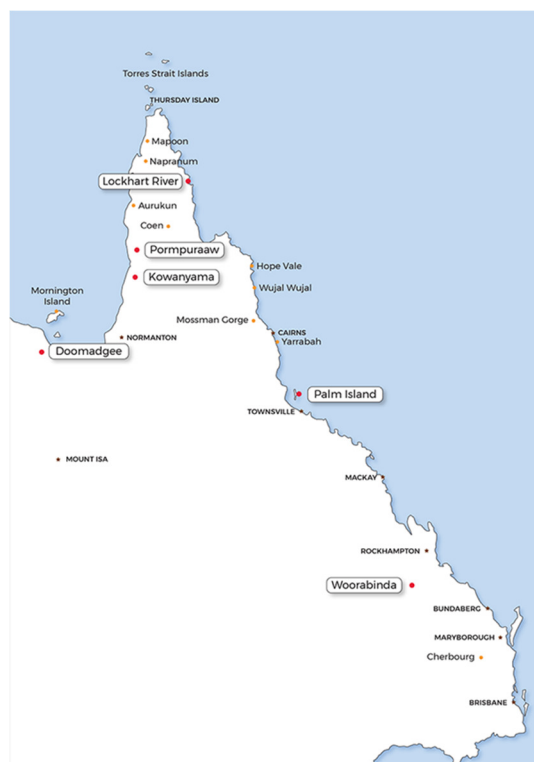 Torres Strait Islands
THURSDAY ISLAND
Mapoon
Napranum
Lockhart River
Aurukun
Coen
Pormpuraaw
Hope Vale
Kowanyama
Wujal Wujal
Mornington
Island
Mossman Gorge
CAIRNS
NORMANTON
Yarrabah
Doomadgee
Palm Island
TOWNSVILLE
MOUNT ISA
MACKAY
ROCKHAMPTON
Woorabinda
BUNDABERG
MARYBOROUGH
Cherbourg
BRISBANE